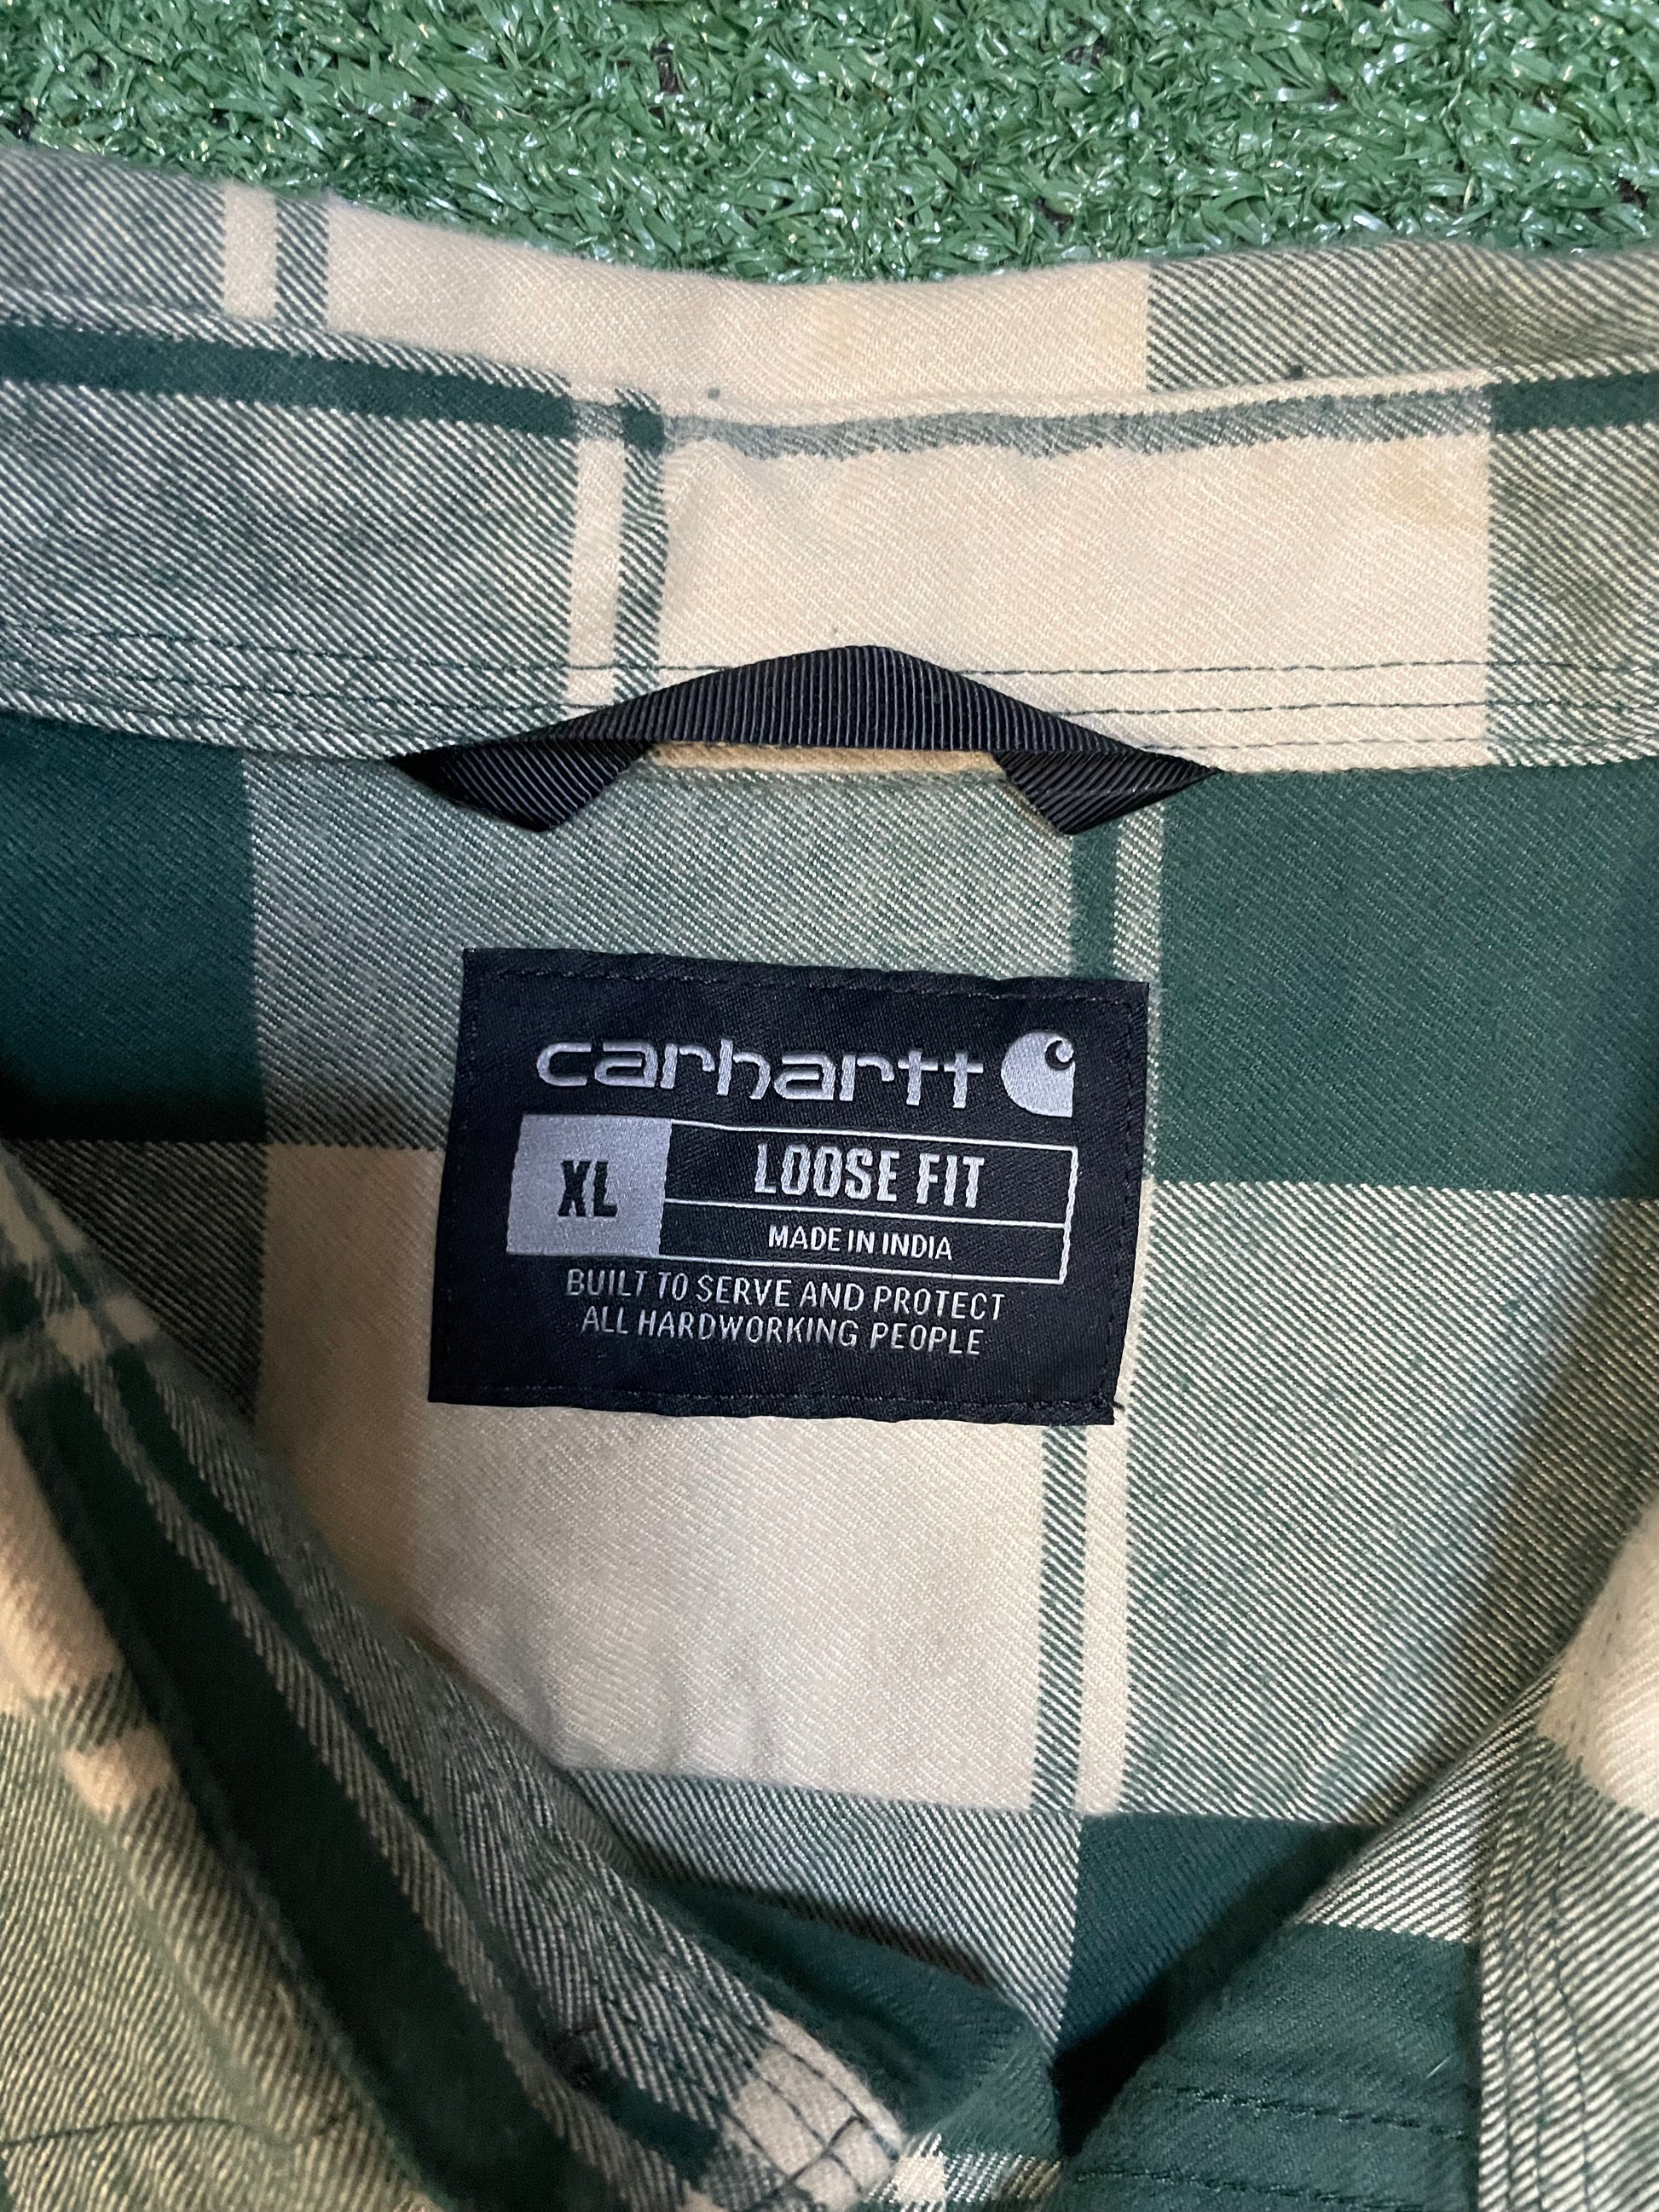 carhartt
XL
LOOSE FIT
MADE IN INDIA
BUILT TO SERVE AND PROTECT
ALL HARDWORKING PEOPLE